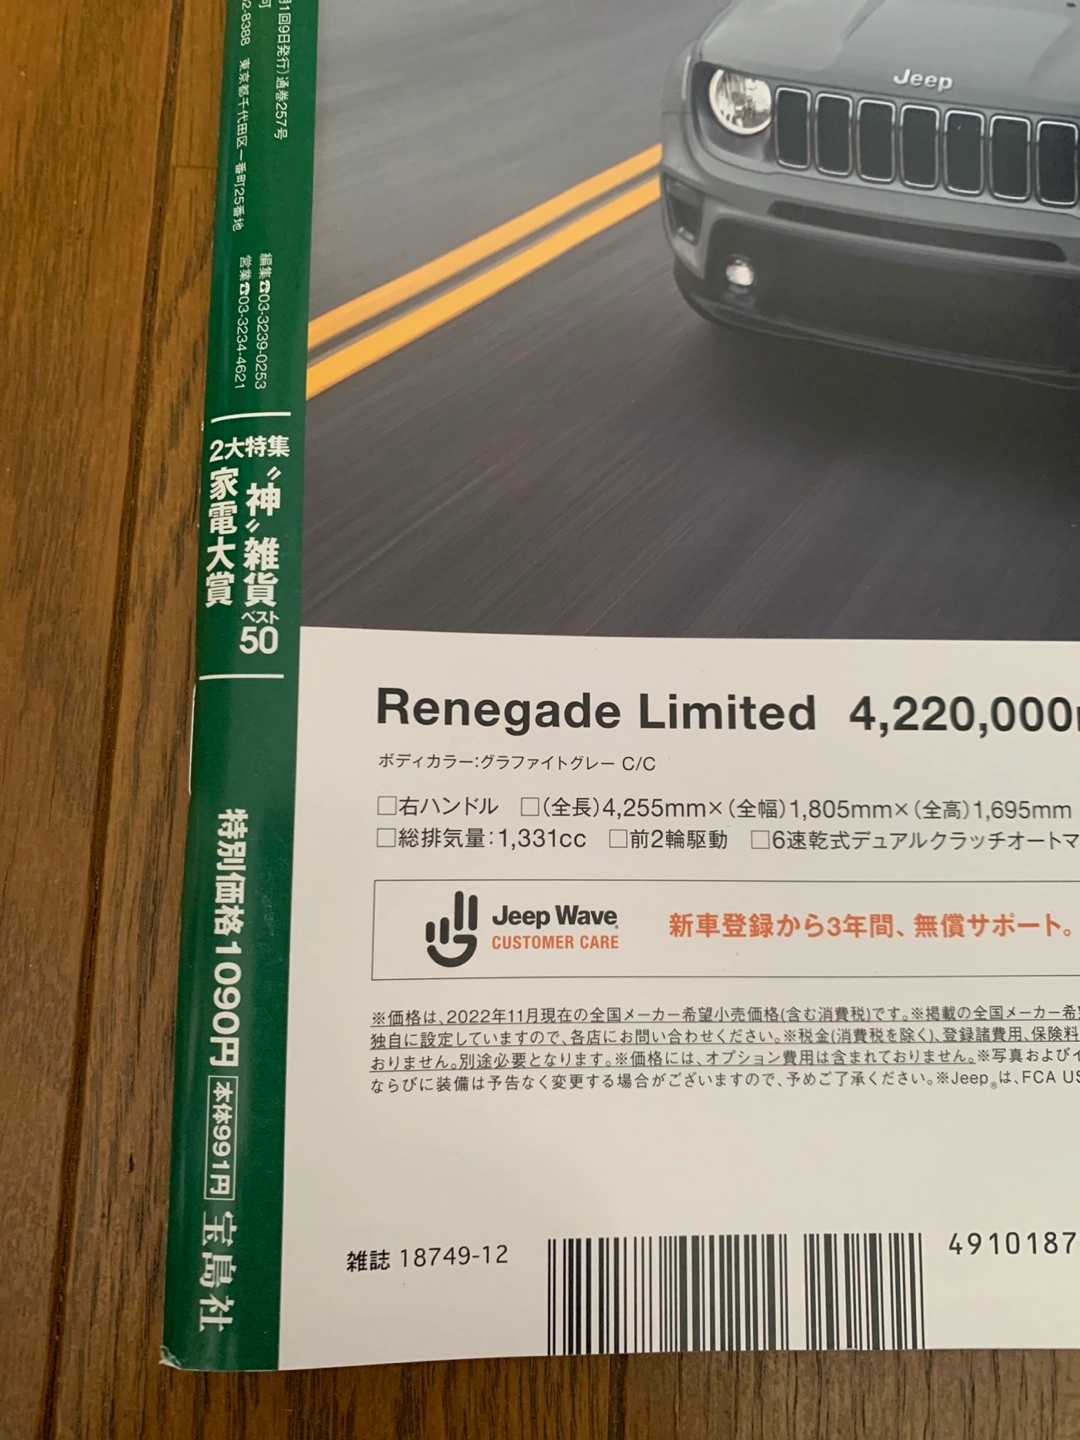 月1回9日発行)通巻257号
可
2-8388 東京都千代田区一番町25番地
編集☎03-3239-0253
営業☎03-3234-4621
2大特集
“神”雑貨ベスト50
家電大賞
特別価格1090円
本体991円
宝島社
Jeep
Renegade Limited 4,220,000
ボディカラー:グラファイトグレー C/C
□右ハンドル □(全長)4,255mm×(全幅)1,805mm×(全高)1,695mm
□総排気量:1,331cc □前2輪駆動 □6速乾式デュアルクラッチオートマ
Jeep Wave
CUSTOMER CARE
新車登録から3年間、無償サポート。
※価格は、2022年11月現在の全国メーカー希望小売価格(含む消費税)です。※掲載の全国メーカー希
独自に設定していますので、各店にお問い合わせください。※税金(消費税を除く)、登録諸費用、保険料
おりません。別途必要となります。※価格には、オプション費用は含まれておりません。※写真および
ならびに装備は予告なく変更する場合がございますので、予めご了承ください。※Jeep®は、FCA US
雑誌 18749-12
4910187